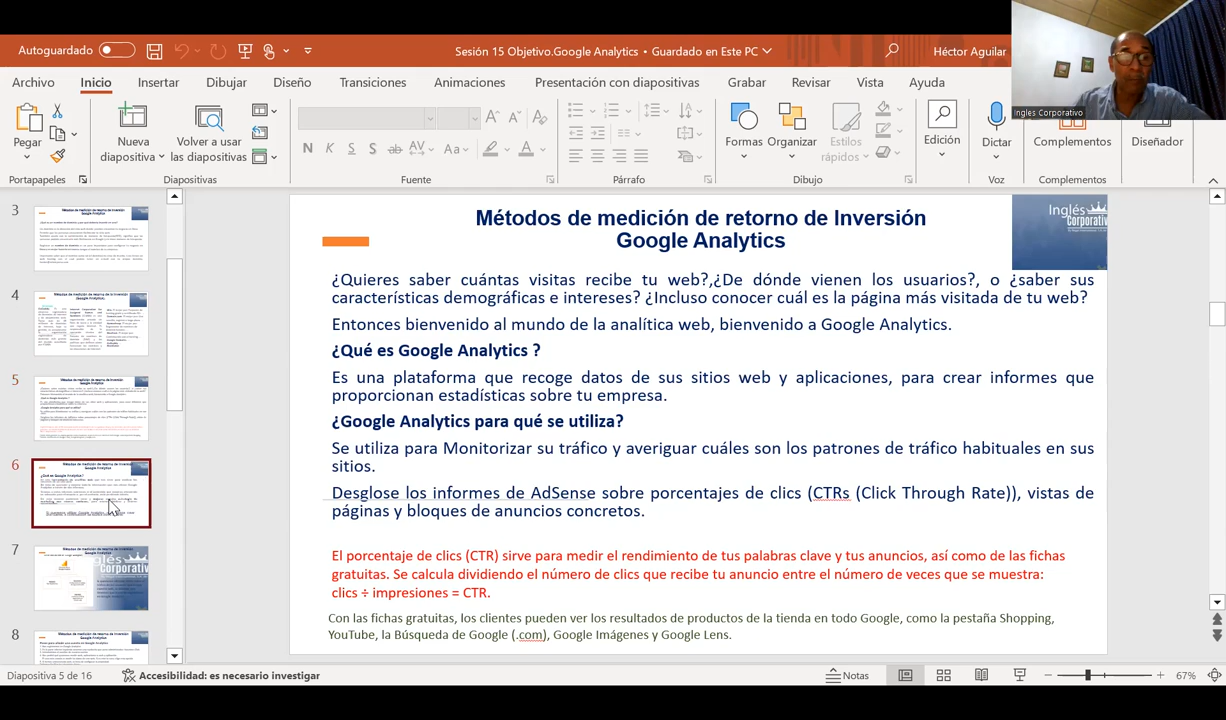 Autoguardado
Sesión 15 Objetivo.Google Analytics • Guardado en Este PC
Héctor Aguilar
Ingles Corporativo
Archivo Inicio Insertar Dibujar Diseño Transiciones Animaciones Presentación con diapositivas Grabar Revisar Vista Ayuda
Pegar
Nueva diapositiva
Volver a usar las diapositivas
N K S S ab AV Aa A
Formas
Organizar
Estilos rápidos
Edición
Dictar
Complementos
Diseñador
Portapapeles
Diapositivas
Fuente
Párrafo
Dibujo
Voz
Complementos
3
4
5
6
7
8
Métodos de medición de retorno de Inversión
Google Analytics
Inglés
Corporativo
¿Quieres saber cuántas visitas recibe tu web?,¿De dónde vienen los usuarios?, o ¿saber sus
características demográficas e intereses? ¿Incluso conocer cuál es la página más visitada de tu web?
Entonces bienvenido al mundo de la analítica web, bienvenido a Google Analytics.
¿Qué es Google Analytics ?
Es una plataforma que recoge datos de sus sitios web y aplicaciones, para crear informes que
proporcionan estadísticas sobre tu empresa.
¿Google Analytics para qué se utiliza?
Se utiliza para Monitorizar su tráfico y averiguar cuáles son los patrones de tráfico habituales en sus
sitios.
Desglose los informes de AdSense sobre porcentajes de clics (CTRs (Click Through Rate)), vistas de
páginas y bloques de anuncios concretos.
El porcentaje de clics (CTR) sirve para medir el rendimiento de tus palabras clave y tus anuncios, así como de las fichas
gratuitas. Se calcula dividiendo el número de clics que recibe tu anuncio entre el número de veces que se muestra:
clics ÷ impresiones = CTR.
Con las fichas gratuitas, los clientes pueden ver los resultados de productos de la tienda en todo Google, como la pestaña Shopping,
YouTube, la Búsqueda de Google (.com), Google Imágenes y Google Lens.
Diapositiva 5 de 16
Accesibilidad: es necesario investigar
Notas
67%